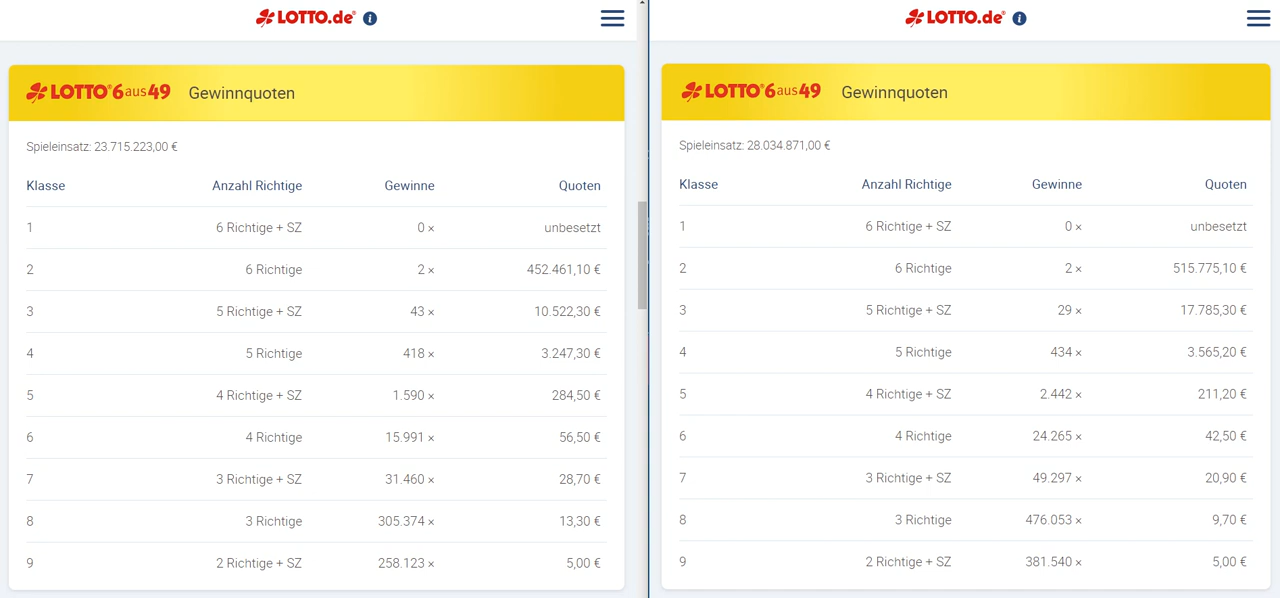 LOTTO.de® i
LOTTO® 6aus49 Gewinnquoten
Spieleinsatz: 23.715.223,00 €
Klasse Anzahl Richtige Gewinne Quoten
1 6 Richtige + SZ 0 × unbesetzt
2 6 Richtige 2 × 452.461,10 €
3 5 Richtige + SZ 43 × 10.522,30 €
4 5 Richtige 418 × 3.247,30 €
5 4 Richtige + SZ 1.590 × 284,50 €
6 4 Richtige 15.991 × 56,50 €
7 3 Richtige + SZ 31.460 × 28,70 €
8 3 Richtige 305.374 × 13,30 €
9 2 Richtige + SZ 258.123 × 5,00 €
LOTTO.de® i
LOTTO® 6aus49 Gewinnquoten
Spieleinsatz: 28.034.871,00 €
Klasse Anzahl Richtige Gewinne Quoten
1 6 Richtige + SZ 0 × unbesetzt
2 6 Richtige 2 × 515.775,10 €
3 5 Richtige + SZ 29 × 17.785,30 €
4 5 Richtige 434 × 3.565,20 €
5 4 Richtige + SZ 2.442 × 211,20 €
6 4 Richtige 24.265 × 42,50 €
7 3 Richtige + SZ 49.297 × 20,90 €
8 3 Richtige 476.053 × 9,70 €
9 2 Richtige + SZ 381.540 × 5,00 €